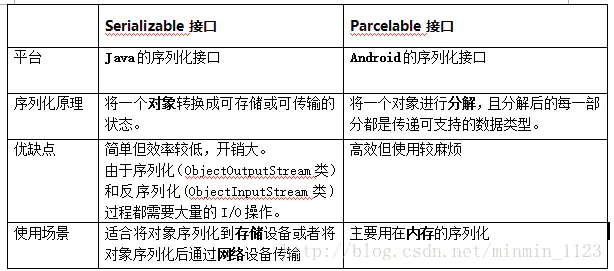 Serializable 接口 Parcelable 接口
平台 Java的序列化接口 Android的序列化接口
序列化原理 将一个对象转换成可存储或可传输的状态。 将一个对象进行分解，且分解后的每一部分都是传递可支持的数据类型。
优缺点 简单但效率较低，开销大。 高效但使用较麻烦
由于序列化(ObjectOutputStream类)和反序列化(ObjectInputStream类)过程都需要大量的I/O操作。
使用场景 适合将对象序列化到存储设备或者将对象序列化后通过网络设备传输 主要用在内存的序列化
http://blog.csdn.net/minmin_1123